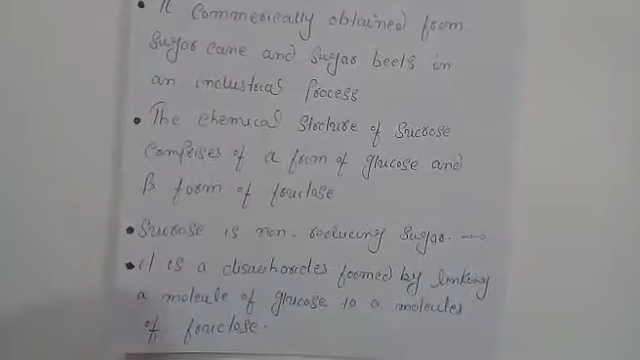 • It commerically obtained from
Sugar cane and Sugar beets in
an industrial Process
• The chemical Structure of Sucrose
Comprises of α form of glucose and
β form of fructose
• Sucrose is non-reducing Sugar.
• it is a disaccharides formed by linking
a molecule of glucose to a molecules
of fructose.